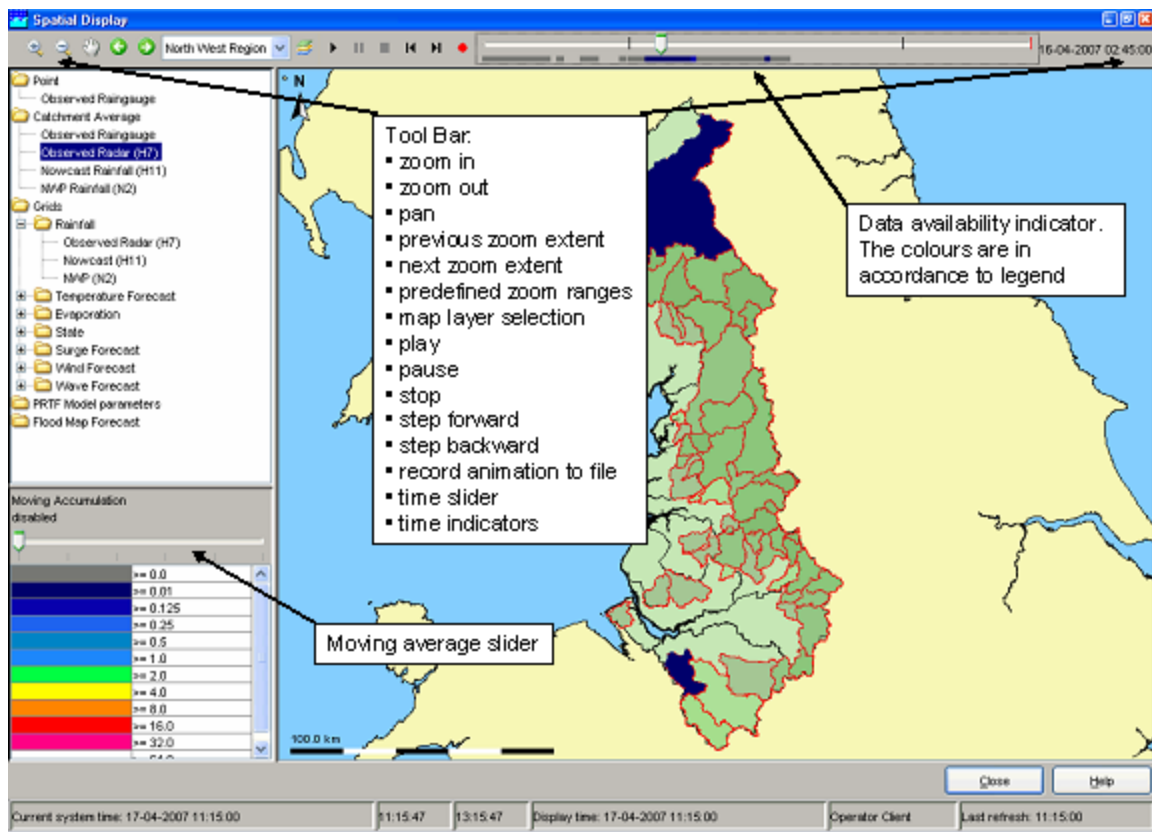 Spatial Display
North West Region
16-04-2007 02:45:00
Point
Observed Raingauge
Catchment Average
Observed Raingauge
Observed Radar (H7)
Nowcast Rainfall (H11)
NWP Rainfall (N2)
Grids
Rainfall
Observed Radar (H7)
Nowcast (H11)
NWP (N2)
Temperature Forecast
Evaporation
State
Surge Forecast
Wind Forecast
Wave Forecast
PRTF Model parameters
Flood Map Forecast
Moving Accumulation
disabled
>= 0.0
>= 0.01
>= 0.125
>= 0.25
>= 0.5
>= 1.0
>= 2.0
>= 4.0
>= 8.0
>= 16.0
>= 32.0
° N
Tool Bar:
▪ zoom in
▪ zoom out
▪ pan
▪ previous zoom extent
▪ next zoom extent
▪ predefined zoom ranges
▪ map layer selection
▪ play
▪ pause
▪ stop
▪ step forward
▪ step backward
▪ record animation to file
▪ time slider
▪ time indicators
Data availability indicator.
The colours are in
accordance to legend
Moving average slider
100.0 km
Close
Help
Current system time: 17-04-2007 11:15:00
11:15:47
13:15:47
Display time: 17-04-2007 11:15:00
Operator Client
Last refresh: 11:15:00